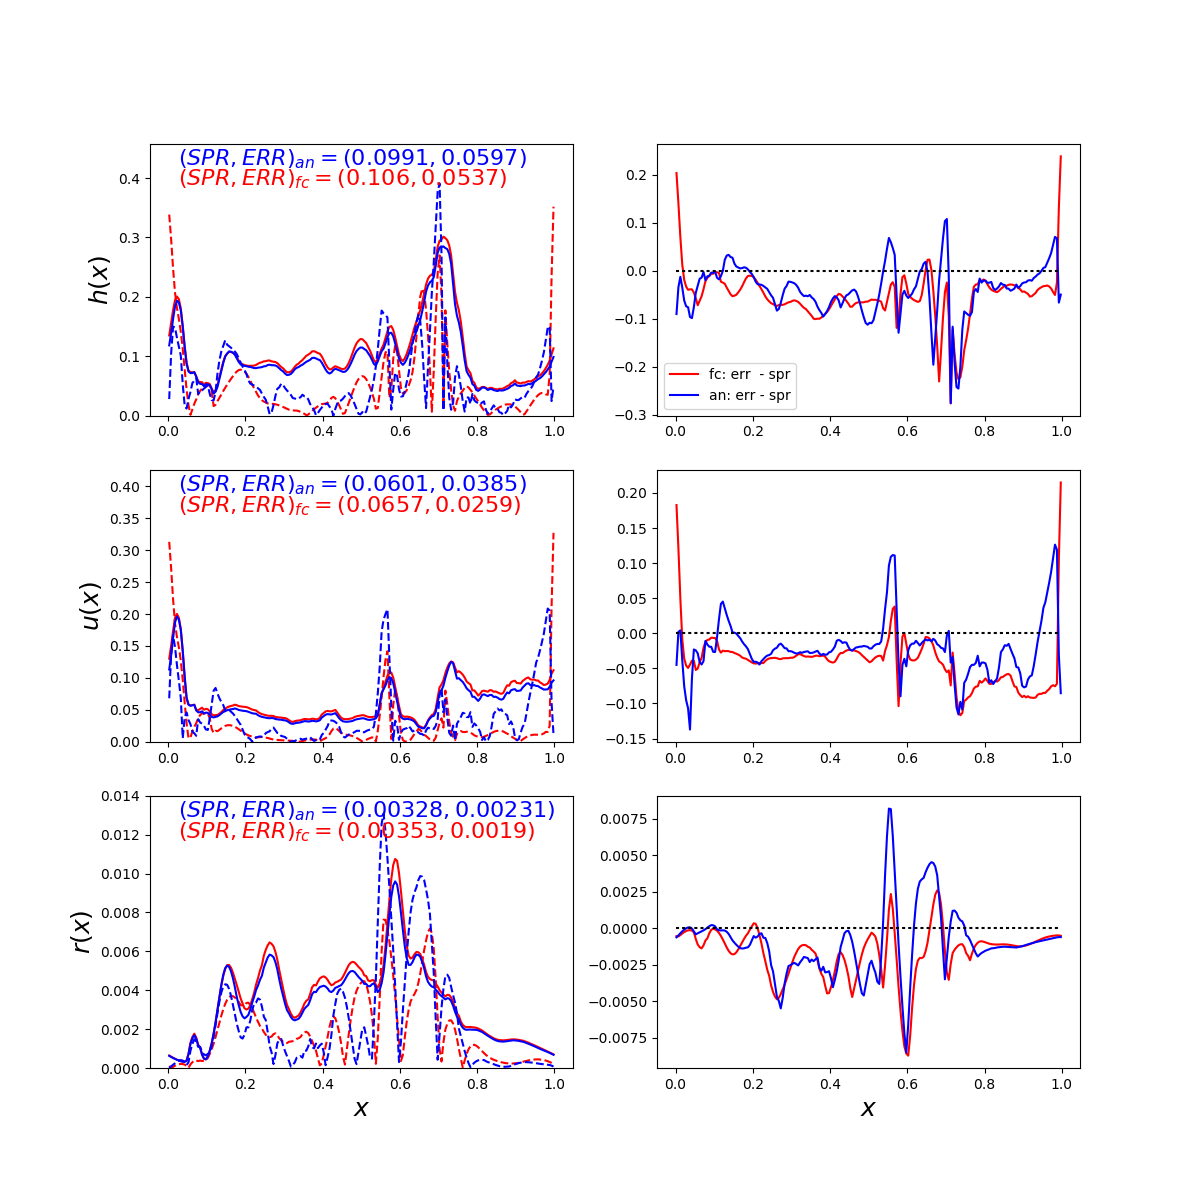 (SPR, ERR)an = (0.0991, 0.0597)
(SPR, ERR)fc = (0.106, 0.0537)
h(x)
0.4
0.3
0.2
0.1
0.0
0.0 0.2 0.4 0.6 0.8 1.0
0.2
0.1
0.0
−0.1
−0.2
−0.3
fc: err - spr
an: err - spr
0.0 0.2 0.4 0.6 0.8 1.0
(SPR, ERR)an = (0.0601, 0.0385)
(SPR, ERR)fc = (0.0657, 0.0259)
u(x)
0.40
0.35
0.30
0.25
0.20
0.15
0.10
0.05
0.00
0.0 0.2 0.4 0.6 0.8 1.0
0.20
0.15
0.10
0.05
0.00
−0.05
−0.10
−0.15
0.0 0.2 0.4 0.6 0.8 1.0
(SPR, ERR)an = (0.00328, 0.00231)
(SPR, ERR)fc = (0.00353, 0.0019)
r(x)
0.014
0.012
0.010
0.008
0.006
0.004
0.002
0.000
0.0 0.2 0.4 0.6 0.8 1.0
x
0.0075
0.0050
0.0025
0.0000
−0.0025
−0.0050
−0.0075
0.0 0.2 0.4 0.6 0.8 1.0
x